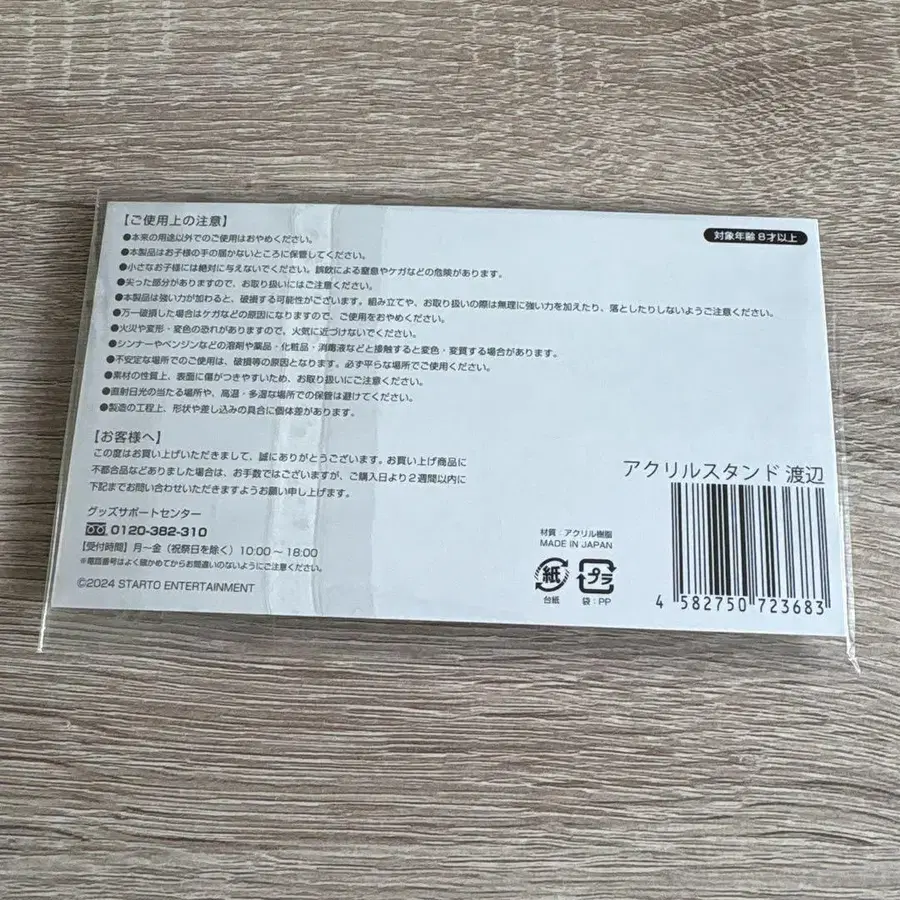 【ご使用上の注意】
対象年齢 8才以上
●本来の用途以外でのご使用はおやめください。
●本製品はお子様の手の届かないところに保管してください。
●小さなお子様には絶対に与えないでください。誤飲による窒息やケガなどの危険があります。
●尖った部分がありますので、お取り扱いにはご注意ください。
●本製品は強い力が加わると、破損する可能性がございます。組み立てや、お取り扱いの際は無理に強い力を加えたり、落としたりしないようご注意ください。
●万一破損した場合はケガなどの原因になりますので、ご使用をおやめください。
●火災や変形・変色の恐れがありますので、火気に近づけないでください。
●シンナーやベンジンなどの溶剤や薬品・化粧品・消毒液などと接触すると変色・変質する場合があります。
●不安定な場所でのご使用は、破損等の原因となります。必ず平らな場所でご使用ください。
●素材の性質上、表面に傷がつきやすいため、お取り扱いにご注意ください。
●直射日光の当たる場所や、高温・多湿な場所での保管は避けてください。
●製造の工程上、形状や差し込みの具合に個体差があります。
【お客様へ】
この度はお買い上げいただきまして、誠にありがとうございます。お買い上げ商品に
不都合品などありました場合は、お手数ではございますが、ご購入日より2週間以内に
下記までお問い合わせいただきますようお願い申し上げます。
グッズサポートセンター
0120-382-310
【受付時間】月～金（祝祭日を除く）10:00～18:00
※電話番号はよく確かめてからお間違いのないようにご注意ください。
©2024 STARTO ENTERTAINMENT
材質：アクリル樹脂
MADE IN JAPAN
紙
プラ
台紙
袋：PP
アクリルスタンド 渡辺
4 582750 723683